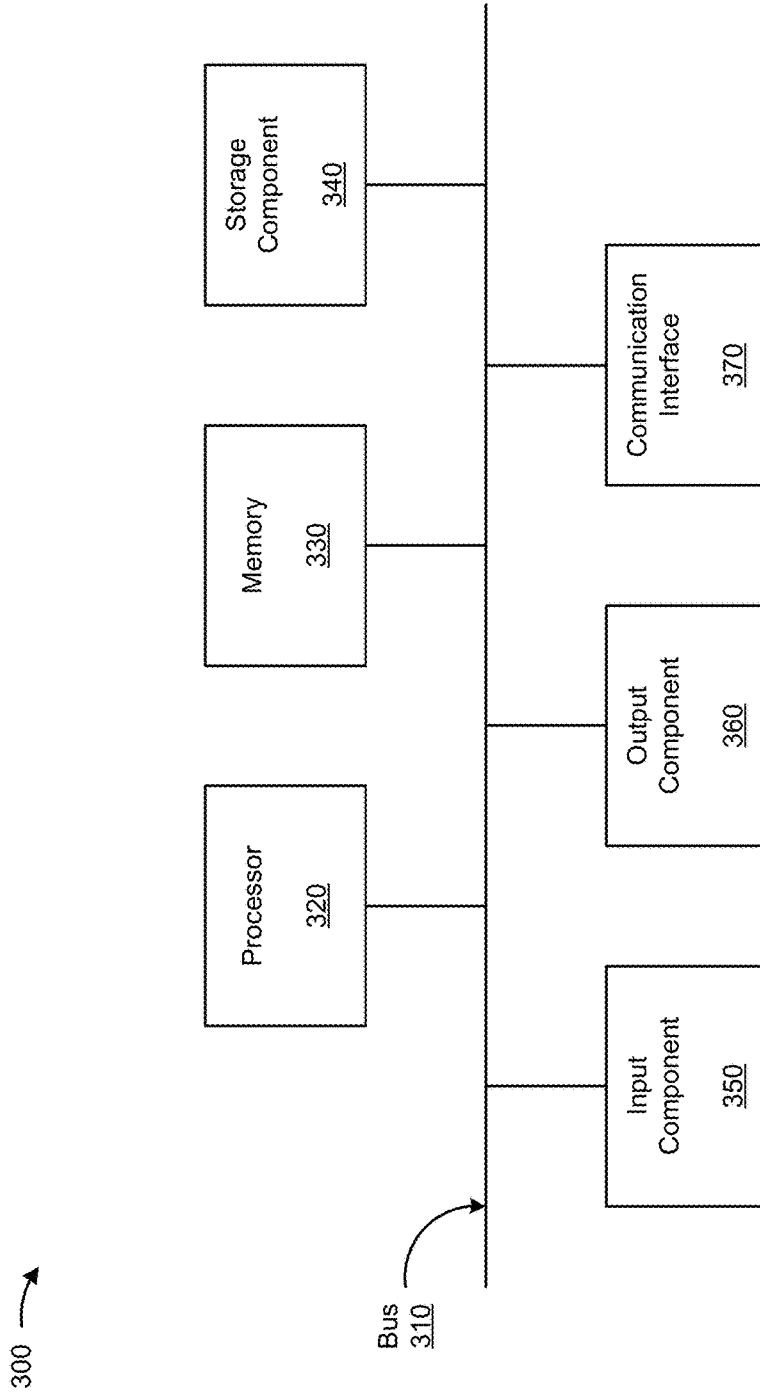 300
Bus
310
Processor
320
Memory
330
Storage
Component
340
Input
Component
350
Output
Component
360
Communication
Interface
370